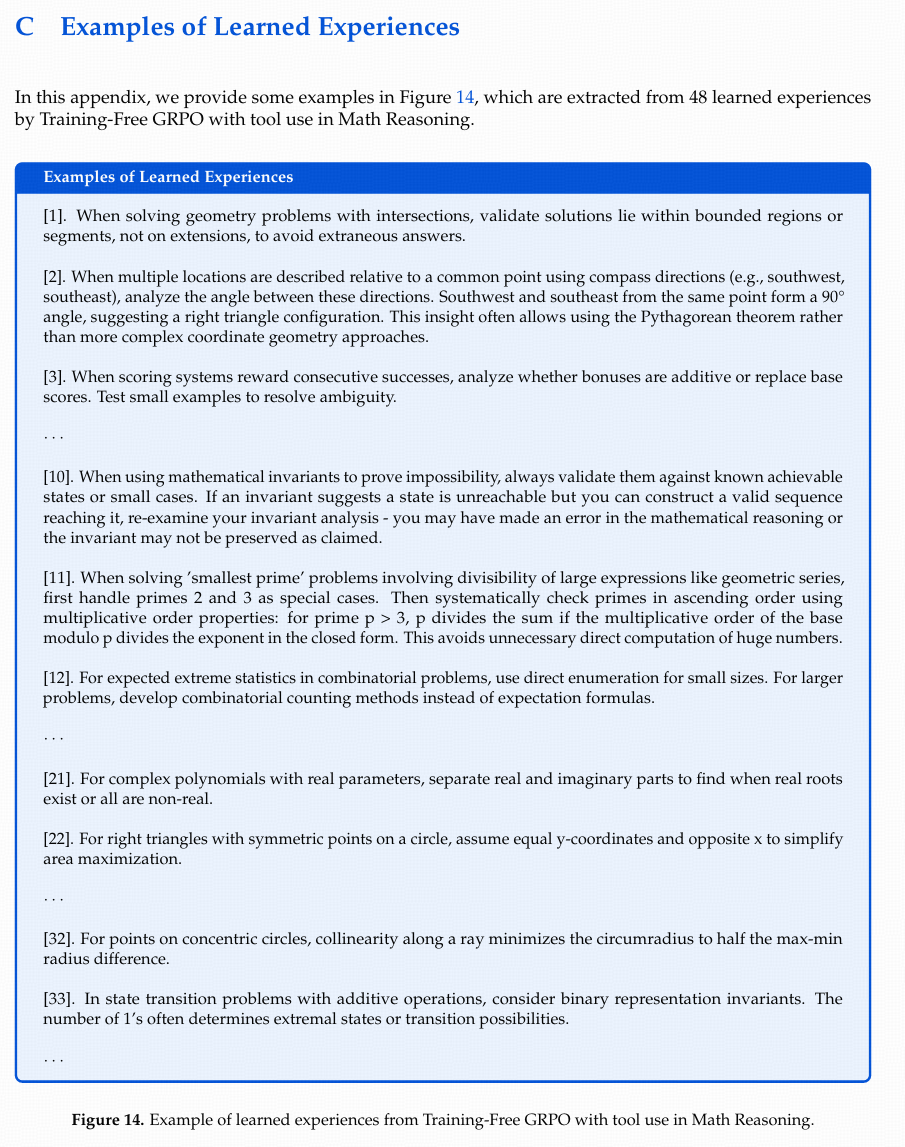 C Examples of Learned Experiences
In this appendix, we provide some examples in Figure 14, which are extracted from 48 learned experiences
by Training-Free GRPO with tool use in Math Reasoning.
Examples of Learned Experiences
[1]. When solving geometry problems with intersections, validate solutions lie within bounded regions or
segments, not on extensions, to avoid extraneous answers.
[2]. When multiple locations are described relative to a common point using compass directions (e.g., southwest,
southeast), analyze the angle between these directions. Southwest and southeast from the same point form a 90°
angle, suggesting a right triangle configuration. This insight often allows using the Pythagorean theorem rather
than more complex coordinate geometry approaches.
[3]. When scoring systems reward consecutive successes, analyze whether bonuses are additive or replace base
scores. Test small examples to resolve ambiguity.
. . .
[10]. When using mathematical invariants to prove impossibility, always validate them against known achievable
states or small cases. If an invariant suggests a state is unreachable but you can construct a valid sequence
reaching it, re-examine your invariant analysis - you may have made an error in the mathematical reasoning or
the invariant may not be preserved as claimed.
[11]. When solving ’smallest prime’ problems involving divisibility of large expressions like geometric series,
first handle primes 2 and 3 as special cases. Then systematically check primes in ascending order using
multiplicative order properties: for prime p > 3, p divides the sum if the multiplicative order of the base
modulo p divides the exponent in the closed form. This avoids unnecessary direct computation of huge numbers.
[12]. For expected extreme statistics in combinatorial problems, use direct enumeration for small sizes. For larger
problems, develop combinatorial counting methods instead of expectation formulas.
. . .
[21]. For complex polynomials with real parameters, separate real and imaginary parts to find when real roots
exist or all are non-real.
[22]. For right triangles with symmetric points on a circle, assume equal y-coordinates and opposite x to simplify
area maximization.
. . .
[32]. For points on concentric circles, collinearity along a ray minimizes the circumradius to half the max-min
radius difference.
[33]. In state transition problems with additive operations, consider binary representation invariants. The
number of 1’s often determines extremal states or transition possibilities.
. . .
Figure 14. Example of learned experiences from Training-Free GRPO with tool use in Math Reasoning.